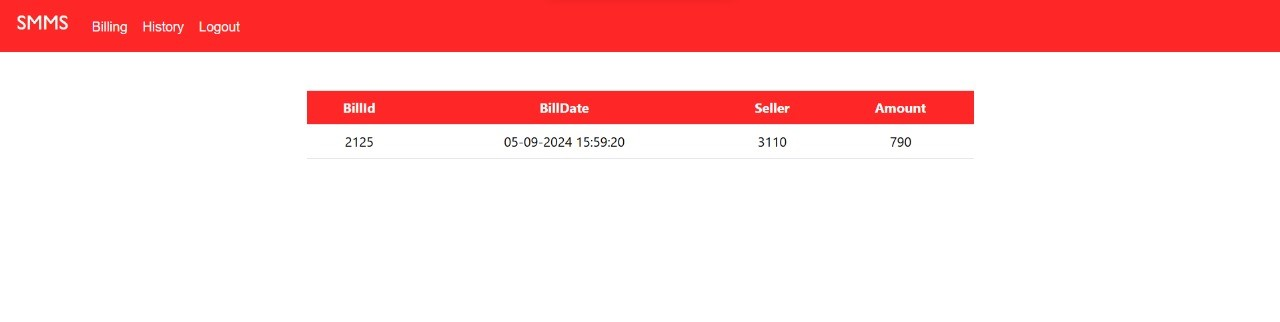 SMMS Billing History Logout
BillId BillDate Seller Amount
2125 05-09-2024 15:59:20 3110 790